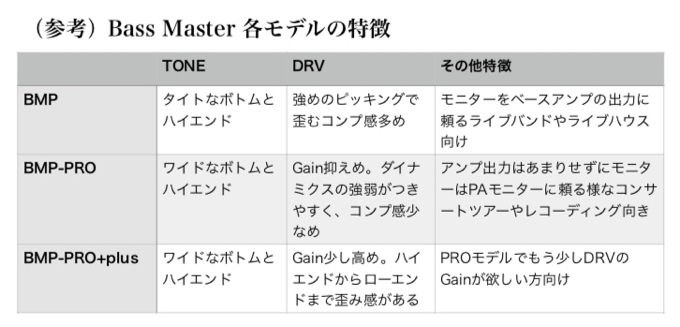 （参考）Bass Master 各モデルの特徴
TONE DRV その他特徴
BMP
タイトなボトムと
ハイエンド
強めのピッキングで
歪むコンプ感多め
モニターをベースアンプの出力に
頼るライブバンドやライブハウス
向け
BMP-PRO
ワイドなボトムと
ハイエンド
Gain抑えめ。ダイナ
ミクスの強弱がつき
やすく、コンプ感少
なめ
アンプ出力はあまりせずにモニタ
ーはPAモニターに頼る様なコンサ
ートツアーやレコーディング向き
BMP-PRO+plus
ワイドなボトムと
ハイエンド
Gain少し高め。ハイ
エンドからローエン
ドまで歪み感がある
PROモデルでもう少しDRVの
Gainが欲しい方向け